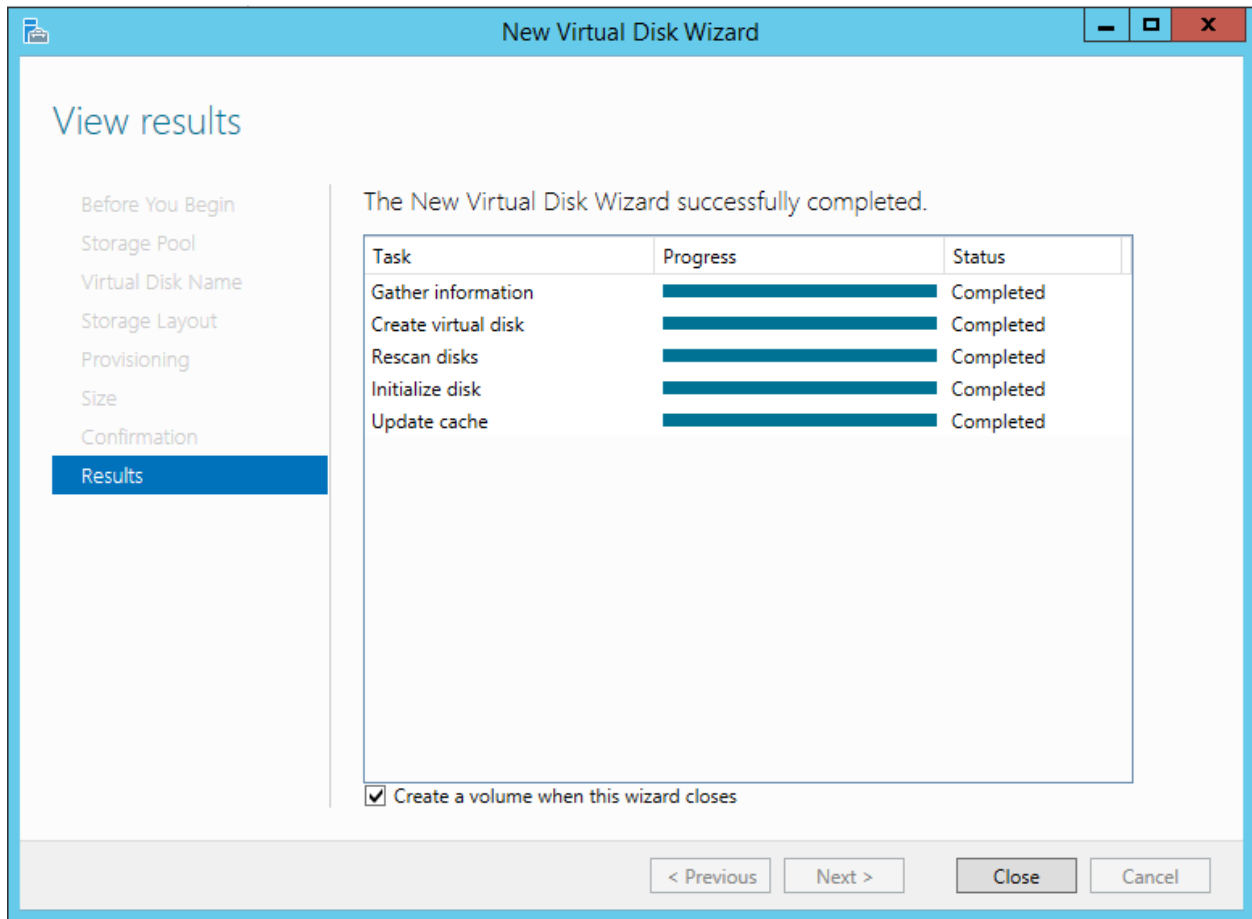 New Virtual Disk Wizard
View results
Before You Begin
Storage Pool
Virtual Disk Name
Storage Layout
Provisioning
Size
Confirmation
Results
The New Virtual Disk Wizard successfully completed.
Task Progress Status
Gather information Completed
Create virtual disk Completed
Rescan disks Completed
Initialize disk Completed
Update cache Completed
Create a volume when this wizard closes
< Previous Next > Close Cancel